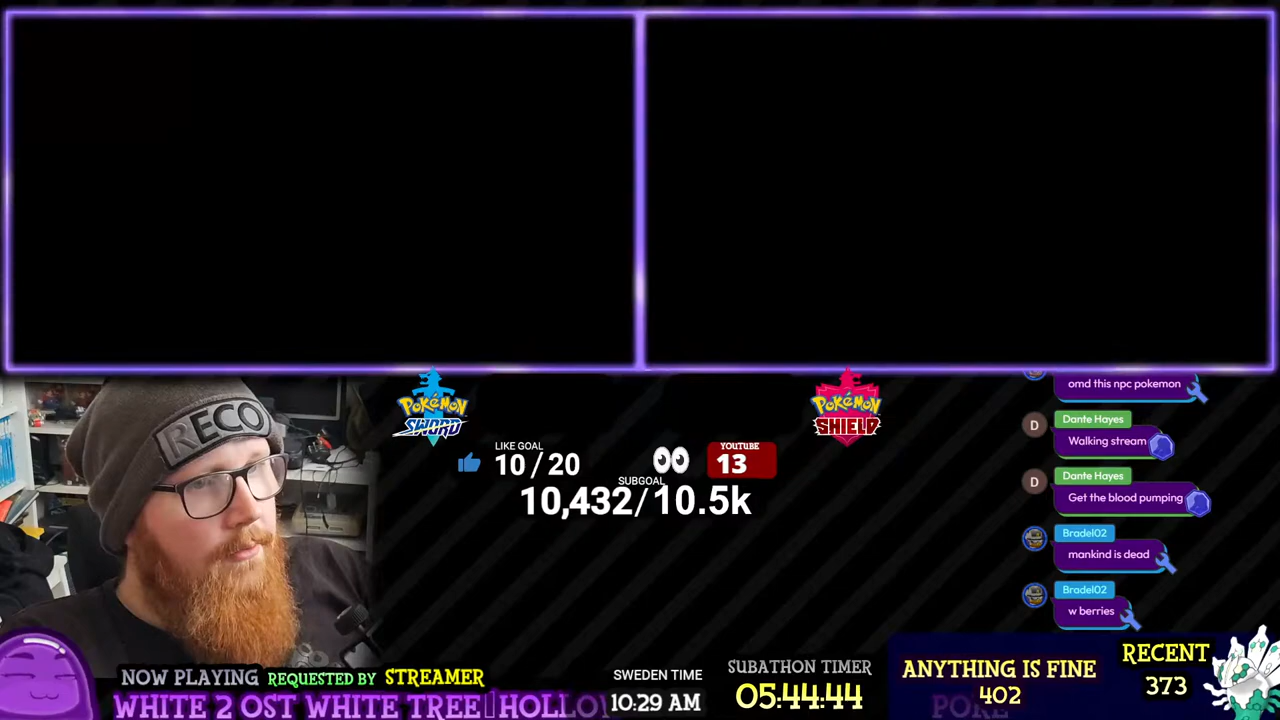 RECO
Pokémon
SWORD
Pokémon
SHIELD
LIKE GOAL
10/20
YOUTUBE
13
SUBGOAL
10,432/10.5k
omd this npc pokemon
D
Dante Hayes
Walking stream
D
Dante Hayes
Get the blood pumping
Bradel02
mankind is dead
Bradel02
w berries
NOW PLAYING REQUESTED BY STREAMER
WHITE 2 OST WHITE TREE▯HOLLO
SWEDEN TIME
10:29 AM
SUBATHON TIMER
05:44:44
ANYTHING IS FINE
402
POKE
RECENT
373